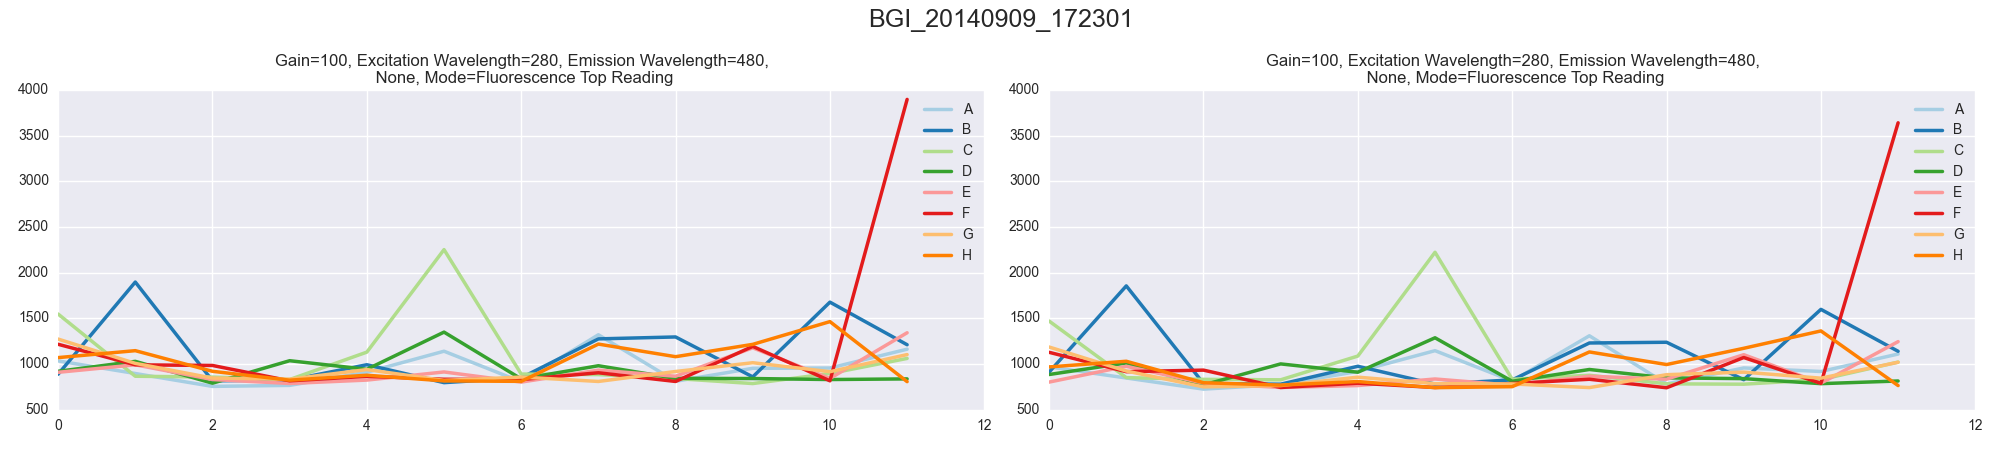 BGI_20140909_172301
Gain=100, Excitation Wavelength=280, Emission Wavelength=480,
None, Mode=Fluorescence Top Reading
4000
3500
3000
2500
2000
1500
1000
500
0 2 4 6 8 10 12
A
B
C
D
E
F
G
H
Gain=100, Excitation Wavelength=280, Emission Wavelength=480,
None, Mode=Fluorescence Top Reading
4000
3500
3000
2500
2000
1500
1000
500
0 2 4 6 8 10 12
A
B
C
D
E
F
G
H